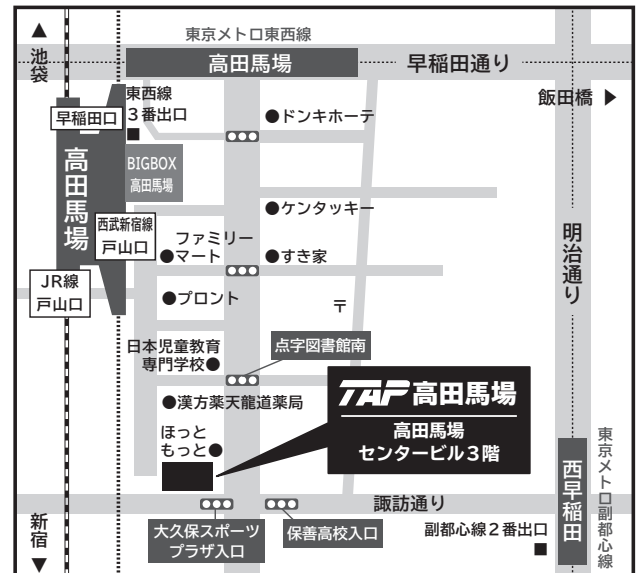 東京メトロ東西線
▲
池袋
高田馬場
早稲田通り
飯田橋 ▶
東西線
3番出口
■
早稲田口
●ドンキホーテ
高田馬場
BIGBOX
高田馬場
西武新宿線
戸山口
●ケンタッキー
明治通り
ファミリー
●マート
●すき家
JR線
戸山口
●プロント
〒
日本児童教育
専門学校●
点字図書館南
TAP 高田馬場
高田馬場
センタービル3階
●漢方薬天龍道薬局
ほっと
もっと●
西早稲田
東京メトロ副都心線
諏訪通り
新宿
▼
大久保スポーツ
プラザ入口
保善高校入口
副都心線2番出口
■